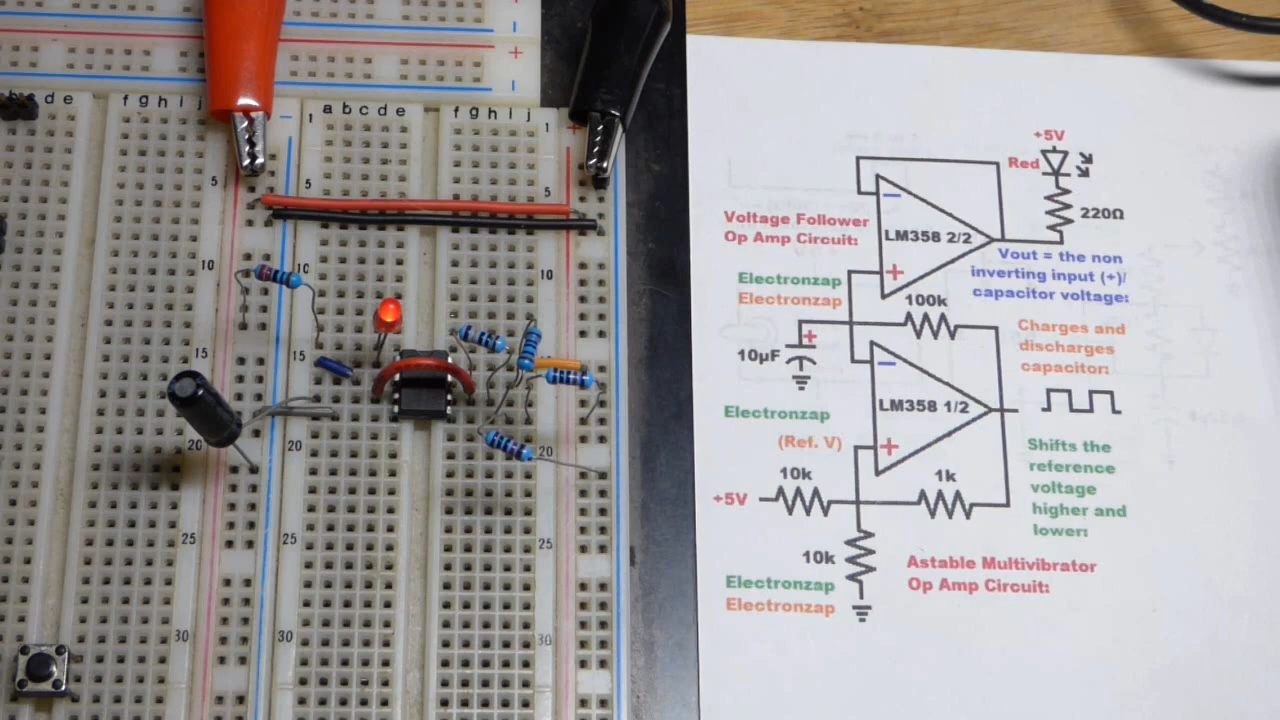 a b c d e
f g h i j
a b c d e
f g h i j
1
1
5
5
5
10
10
10
15
15
15
20
20
25
25
25
30
30
30
+5V
Red
220Ω
Voltage Follower
Op Amp Circuit:
LM358 2/2
Vout = the non
inverting input (+)/
capacitor voltage:
Electronzap
Electronzap
100k
10µF
Charges and
discharges
capacitor:
LM358 1/2
Electronzap
(Ref. V)
Shifts the
reference
voltage
higher and
lower:
10k
1k
+5V
10k
Astable Multivibrator
Op Amp Circuit:
Electronzap
Electronzap